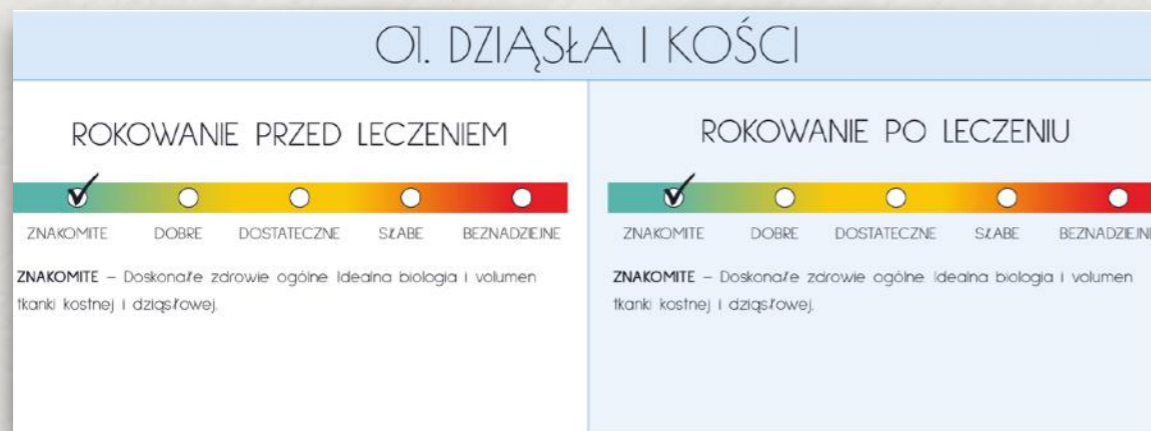 01. DZIĄSŁA I KOŚCI
ROKOWANIE PRZED LECZENIEM
ZNAKOMITE DOBRE DOSTATECZNE SŁABE BEZNADZIEJNE
ZNAKOMITE – Doskonałe zdrowie ogólne Idealna biologia i volumen
tkanki kostnej i dziąsłowej.
ROKOWANIE PO LECZENIU
ZNAKOMITE DOBRE DOSTATECZNE SŁABE BEZNADZIEJNE
ZNAKOMITE – Doskonałe zdrowie ogólne Idealna biologia i volumen
tkanki kostnej i dziąsłowej.